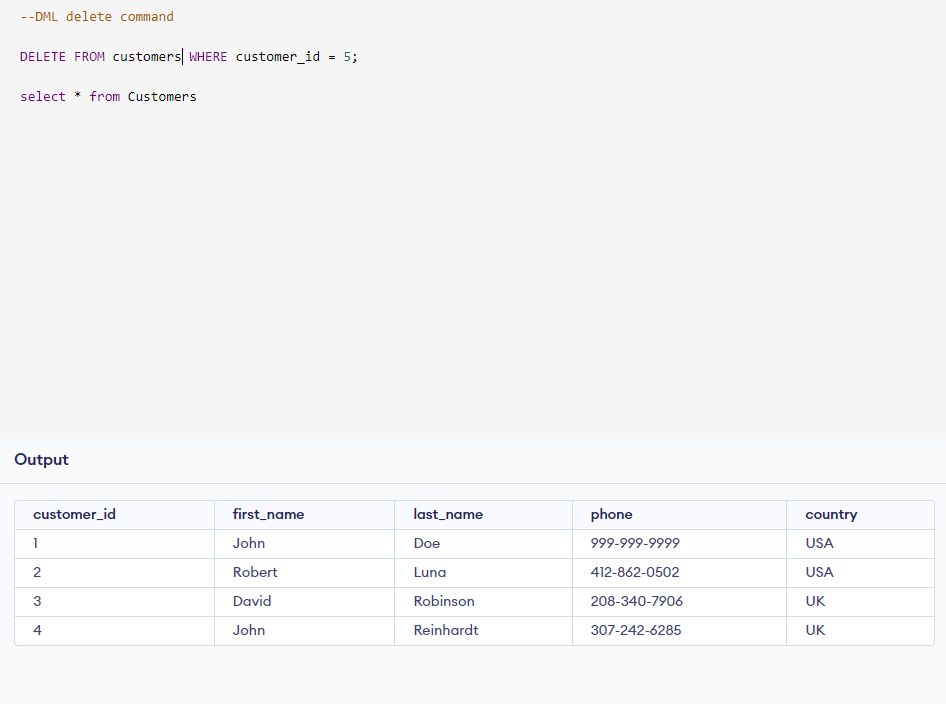 --DML delete command
DELETE FROM customers WHERE customer_id = 5;
select * from Customers
Output
customer_id first_name last_name phone country
1 John Doe 999-999-9999 USA
2 Robert Luna 412-862-0502 USA
3 David Robinson 208-340-7906 UK
4 John Reinhardt 307-242-6285 UK